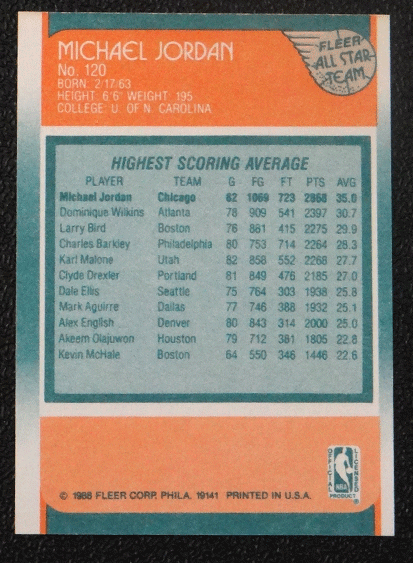 MICHAEL JORDAN
No. 120
BORN: 2/17/63
HEIGHT: 6'6" WEIGHT: 195
COLLEGE: U. OF N. CAROLINA
FLEER
ALL STAR
TEAM
HIGHEST SCORING AVERAGE
PLAYER TEAM G FG FT PTS AVG
Michael Jordan Chicago 82 1069 723 2868 35.0
Dominique Wilkins Atlanta 78 909 541 2397 30.7
Larry Bird Boston 76 861 415 2275 29.9
Charles Barkley Philadelphia 80 753 714 2264 28.3
Karl Malone Utah 82 858 552 2268 27.7
Clyde Drexler Portland 81 849 476 2185 27.0
Dale Ellis Seattle 75 764 303 1938 25.8
Mark Aguirre Dallas 77 746 388 1932 25.1
Alex English Denver 80 843 314 2000 25.0
Akeem Olajuwon Houston 79 712 381 1805 22.8
Kevin McHale Boston 64 550 346 1446 22.6
OFFICIAL LICENSED
NBA
PRODUCT
®
© 1988 FLEER CORP. PHILA. 19141 PRINTED IN U.S.A.